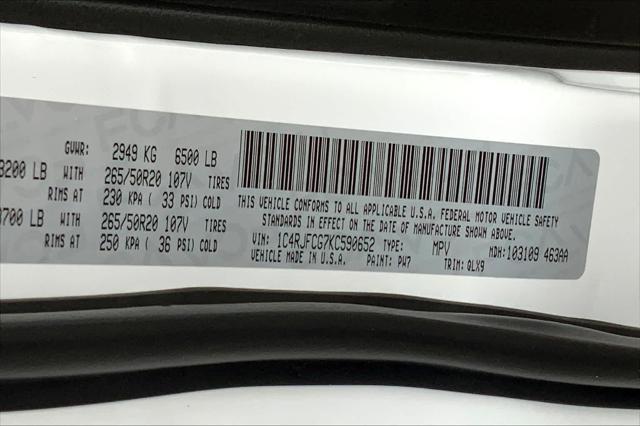 GVWR: 2949 KG 6500 LB
3200 LB WITH 265/50R20 107V TIRES
RIMS AT 230 KPA ( 33 PSI) COLD
3700 LB WITH 265/50R20 107V TIRES
RIMS AT 250 KPA ( 36 PSI) COLD
THIS VEHICLE CONFORMS TO ALL APPLICABLE U.S.A. FEDERAL MOTOR VEHICLE SAFETY
STANDARDS IN EFFECT ON THE DATE OF MANUFACTURE SHOWN ABOVE.
VIN: 1C4RJFCG7KC590652 TYPE: MPV MDH: 103109 463AA
VEHICLE MADE IN U.S.A. PAINT: PW7 TRIM: QLX9